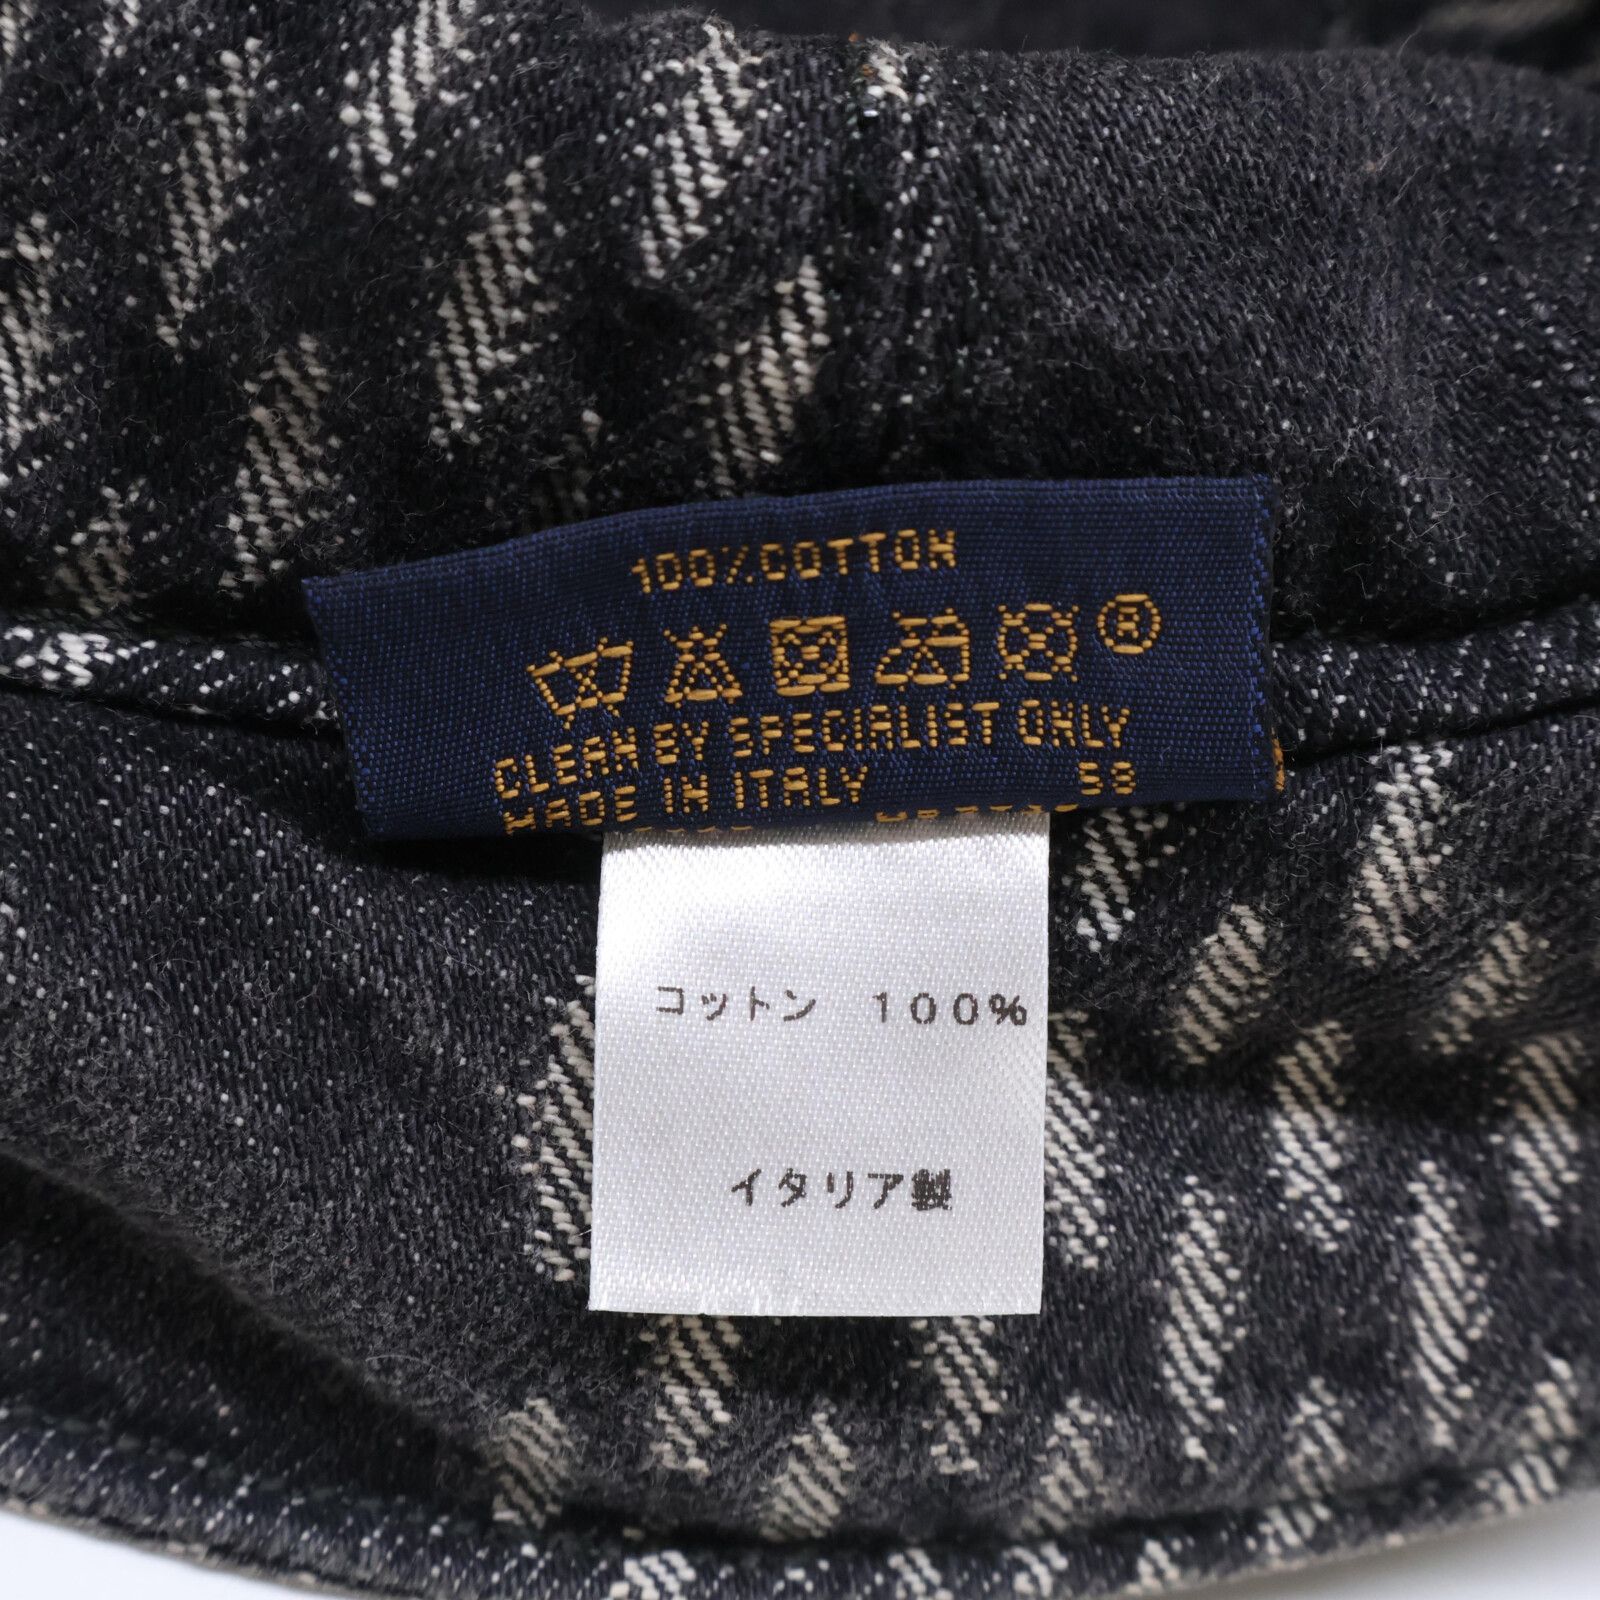 100%COTTON
®
CLEAN BY SPECIALIST ONLY
MADE IN ITALY 58
コットン 100%
イタリア製